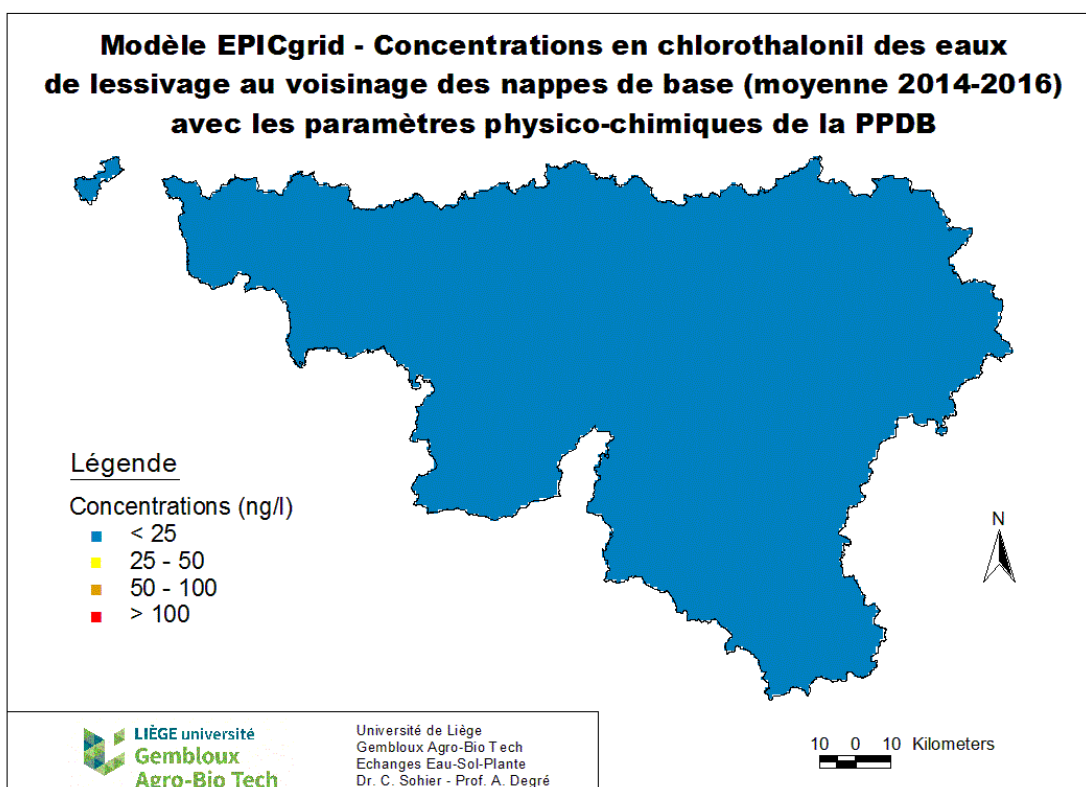 Modèle EPICgrid - Concentrations en chlorothalonil des eaux
de lessivage au voisinage des nappes de base (moyenne 2014-2016)
avec les paramètres physico-chimiques de la PPDB
Légende
Concentrations (ng/l)
< 25
25 - 50
50 - 100
> 100
N
LIÈGE université
Gembloux
Agro-Bio Tech
Université de Liège
Gembloux Agro-Bio Tech
Echanges Eau-Sol-Plante
Dr. C. Sohier - Prof. A. Degré
10 0 10 Kilometers